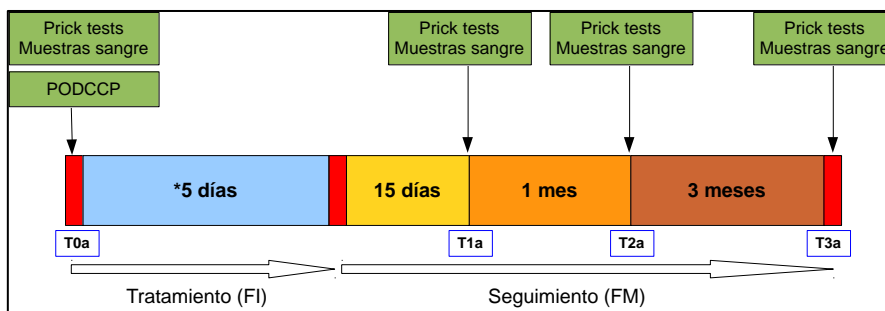 Prick tests
Muestras sangre
PODCCP
Prick tests
Muestras sangre
Prick tests
Muestras sangre
Prick tests
Muestras sangre
*5 días
15 días
1 mes
3 meses
T0a
T1a
T2a
T3a
Tratamiento (FI)
Seguimiento (FM)